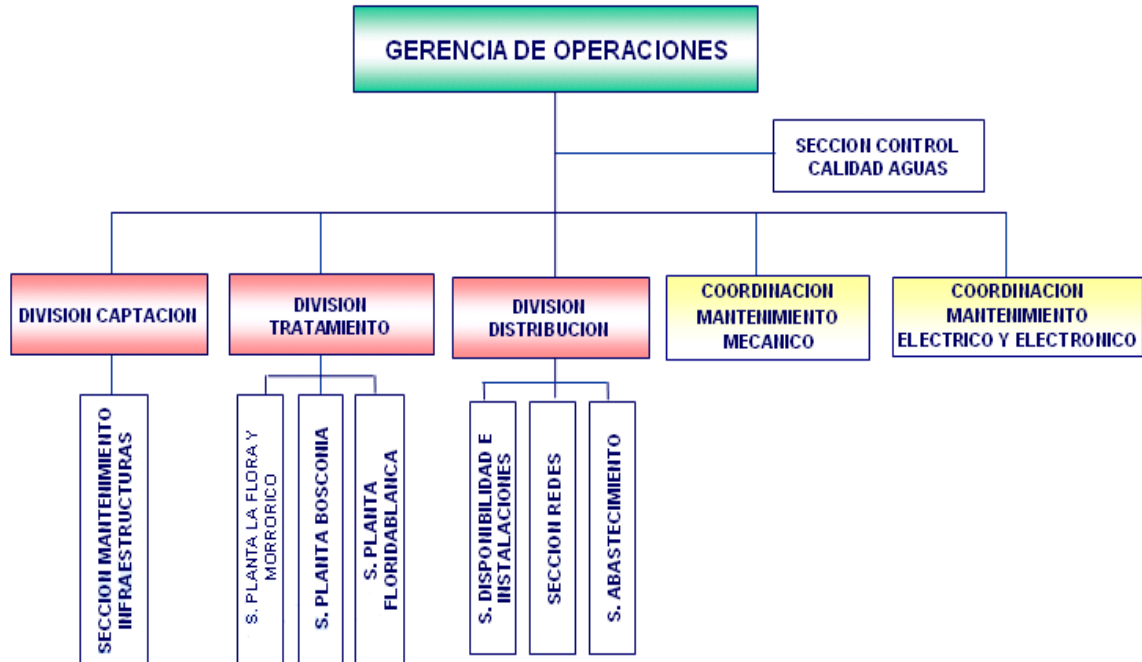 GERENCIA DE OPERACIONES
SECCION CONTROL
CALIDAD AGUAS
DIVISION CAPTACION
DIVISION
TRATAMIENTO
DIVISION
DISTRIBUCION
COORDINACION
MANTENIMIENTO
MECANICO
COORDINACION
MANTENIMIENTO
ELECTRICO Y ELECTRONICO
SECCION MANTENIMIENTO
INFRAESTRUCTURAS
S. PLANTA LA FLORA Y
MORRORICO
S. PLANTA BOSCONIA
S. PLANTA
FLORIDABLANCA
S. DISPONIBILIDAD E
INSTALACIONES
SECCION REDES
S. ABASTECIMIENTO